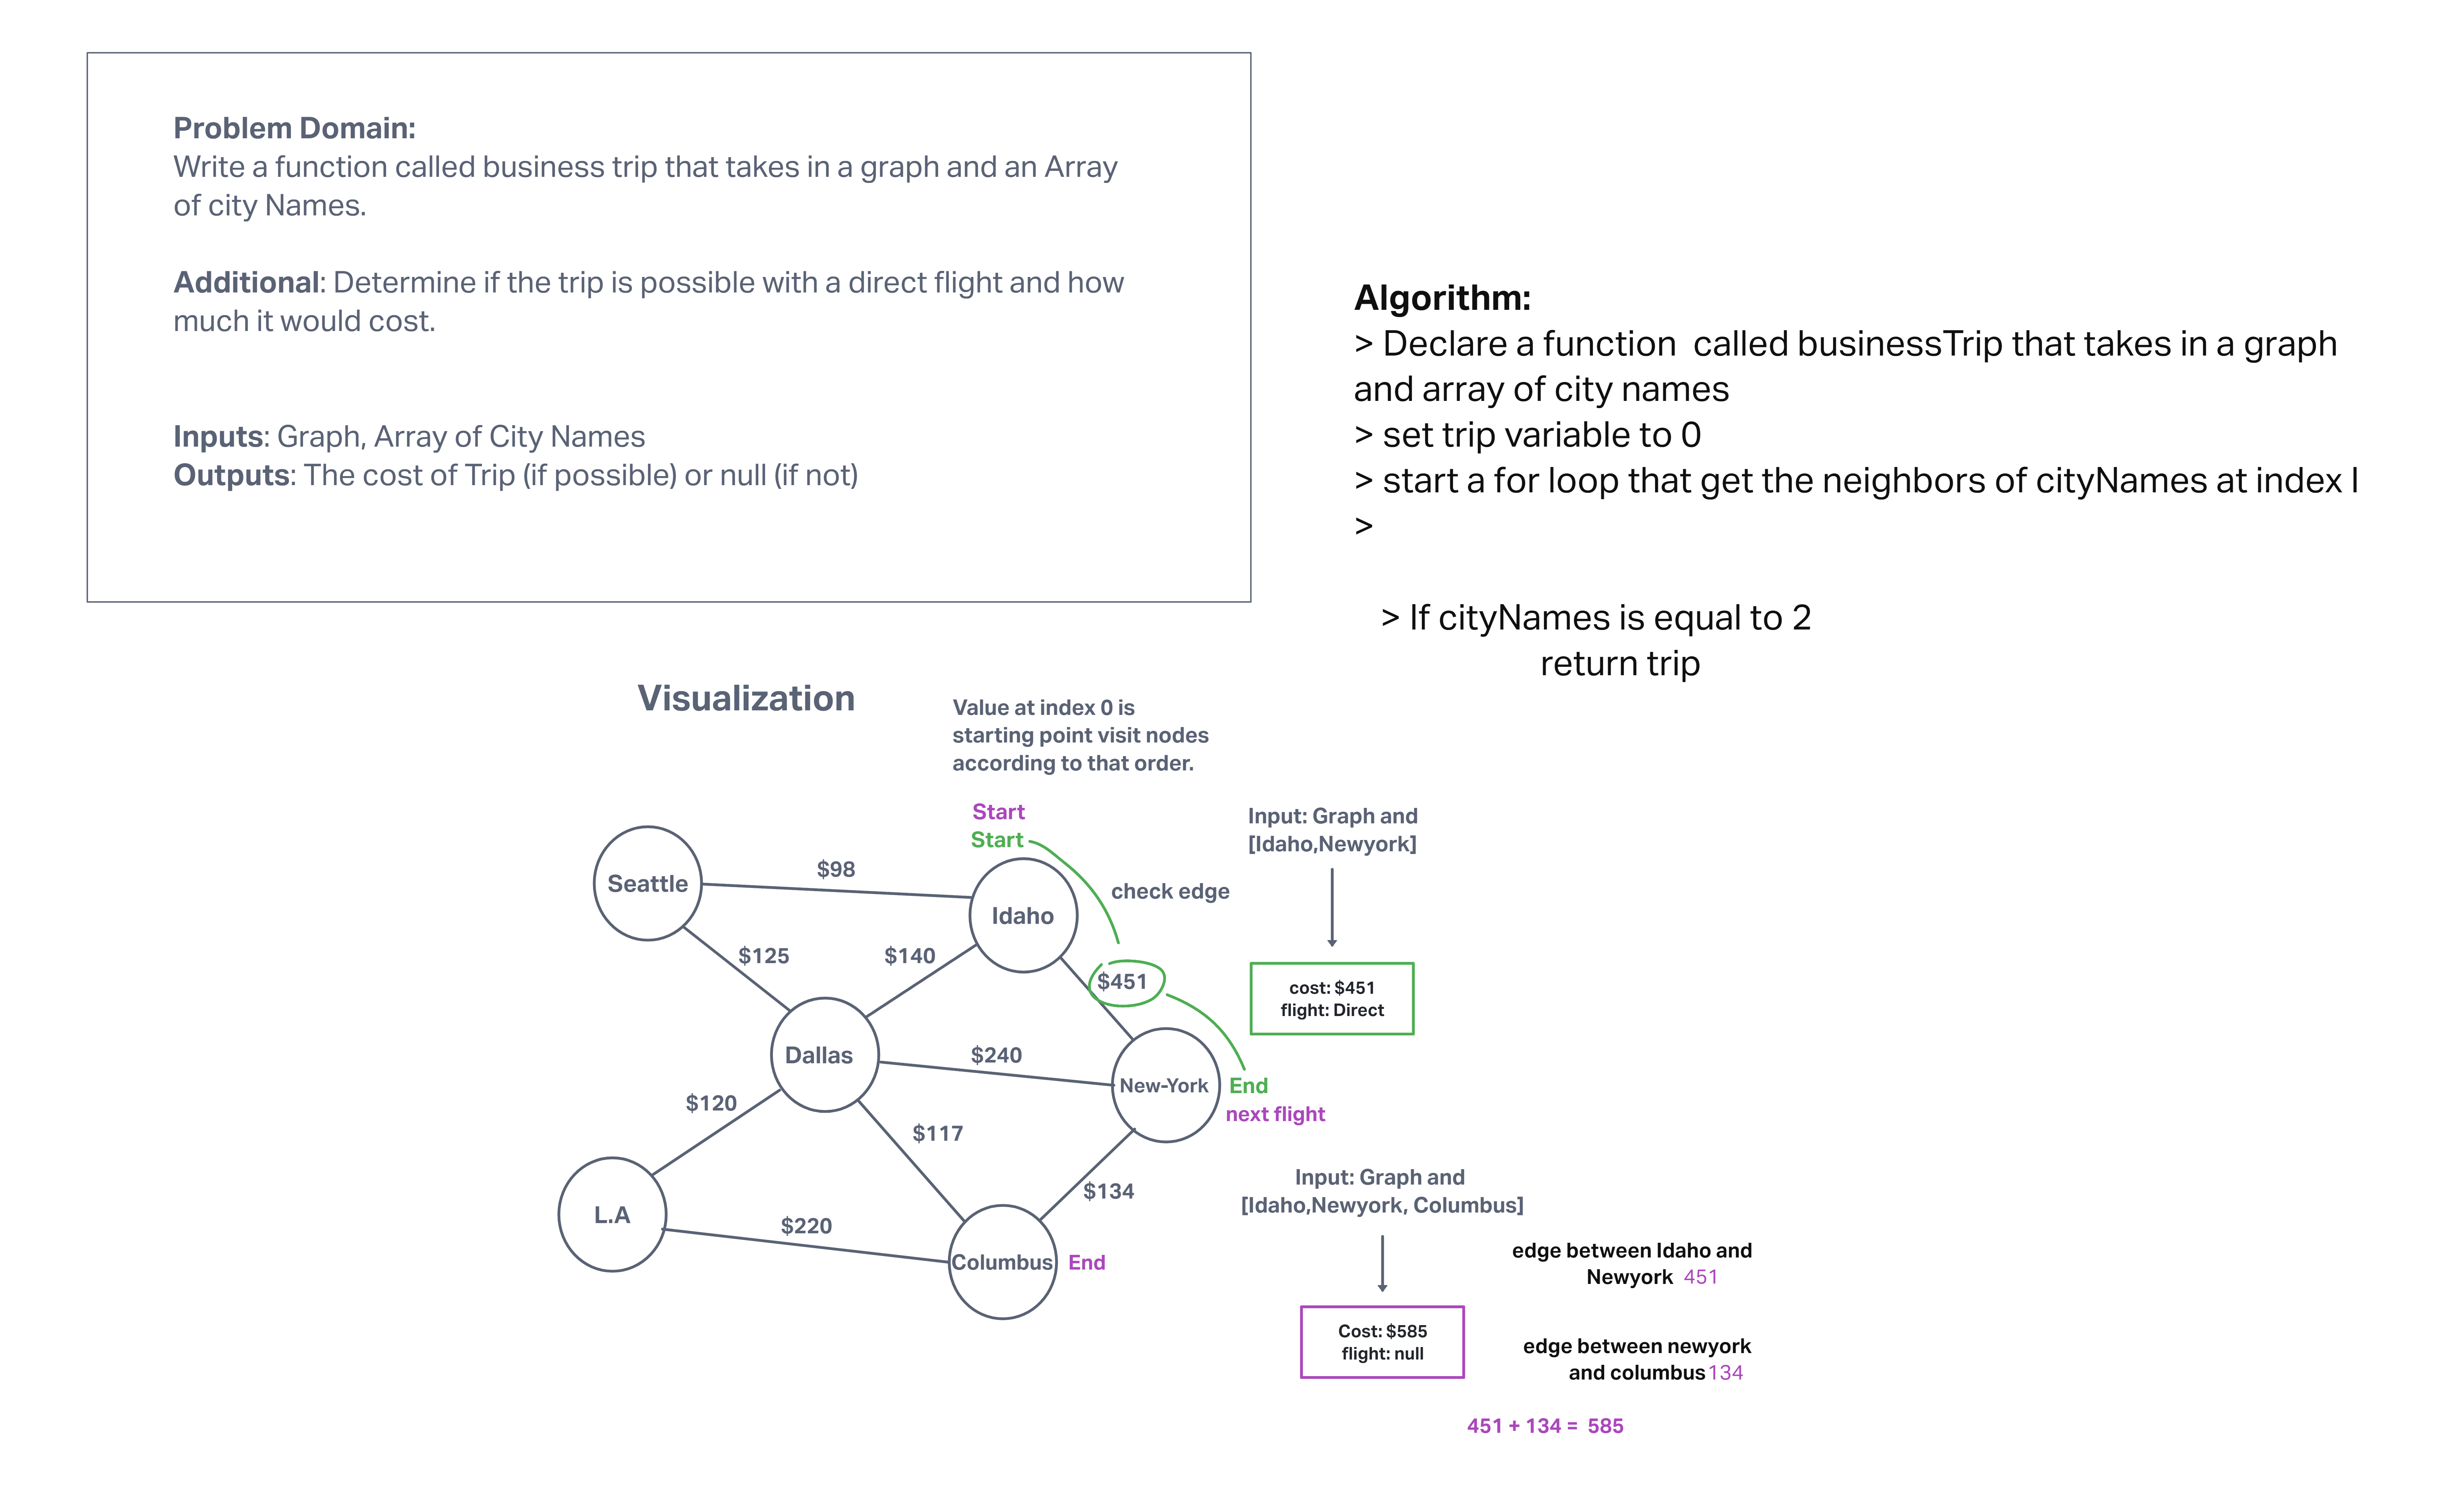 Problem Domain:
Write a function called business trip that takes in a graph and an Array
of city Names.
Additional: Determine if the trip is possible with a direct flight and how
much it would cost.
Inputs: Graph, Array of City Names
Outputs: The cost of Trip (if possible) or null (if not)
Algorithm:
> Declare a function  called businessTrip that takes in a graph
and array of city names
> set trip variable to 0
> start a for loop that get the neighbors of cityNames at index I
>
> If cityNames is equal to 2
return trip
Visualization
Value at index 0 is
starting point visit nodes
according to that order.
Start
Start
Input: Graph and
[Idaho,Newyork]
Seattle
$98
Idaho
check edge
$125
$140
$451
cost: $451
flight: Direct
Dallas
$240
New-York
End
next flight
$120
$117
$134
L.A
$220
Columbus
End
Input: Graph and
[Idaho,Newyork, Columbus]
edge between Idaho and
Newyork 451
Cost: $585
flight: null
edge between newyork
and columbus 134
451 + 134 = 585